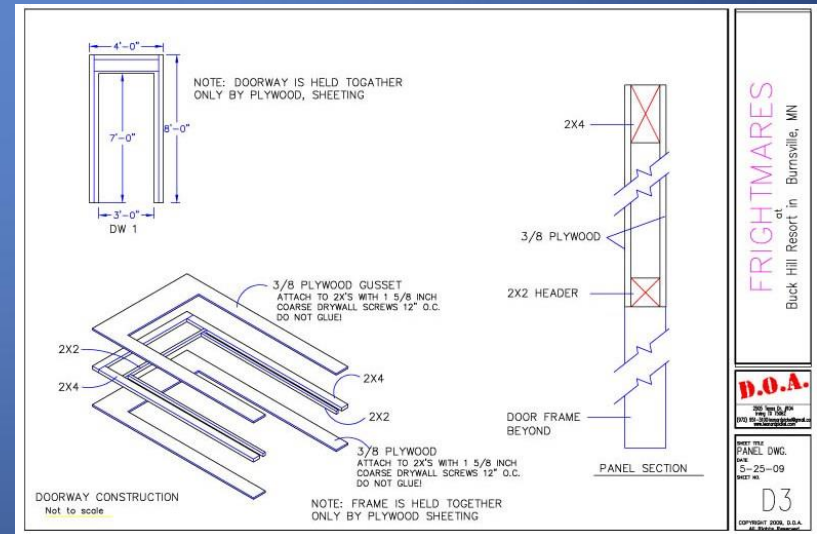 4'-0"
NOTE: DOORWAY IS HELD TOGATHER
ONLY BY PLYWOOD, SHEETING
7'-0"
8'-0"
3'-0"
DW 1
2X4
3/8 PLYWOOD
2X2 HEADER
DOOR FRAME
BEYOND
PANEL SECTION
3/8 PLYWOOD GUSSET
ATTACH TO 2X'S WITH 1 5/8 INCH
COARSE DRYWALL SCREWS 12" O.C.
DO NOT GLUE!
2X2
2X4
2X4
2X2
3/8 PLYWOOD
ATTACH TO 2X'S WITH 1 5/8 INCH
COARSE DRYWALL SCREWS 12" O.C.
DO NOT GLUE!
DOORWAY CONSTRUCTION
Not to scale
NOTE: FRAME IS HELD TOGETHER
ONLY BY PLYWOOD SHEETING
FRIGHTMARES
at
Buck Hill Resort in Burnsville, MN
D.O.A.
SHEET TITLE
PANEL DWG.
DATE
5-25-09
SHEET NO.
D3
COPYRIGHT 2009, D.O.A.
All Rights Reserved